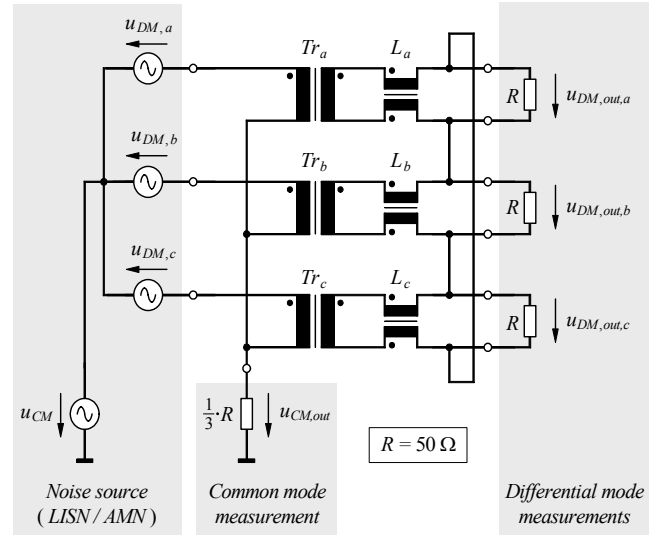 u_DM,a
Tr_a
L_a
R
u_DM,out,a
u_DM,b
Tr_b
L_b
R
u_DM,out,b
u_DM,c
Tr_c
L_c
R
u_DM,out,c
u_CM
1/3·R
u_CM,out
R = 50 Ω
Noise source
( LISN / AMN )
Common mode
measurement
Differential mode
measurements